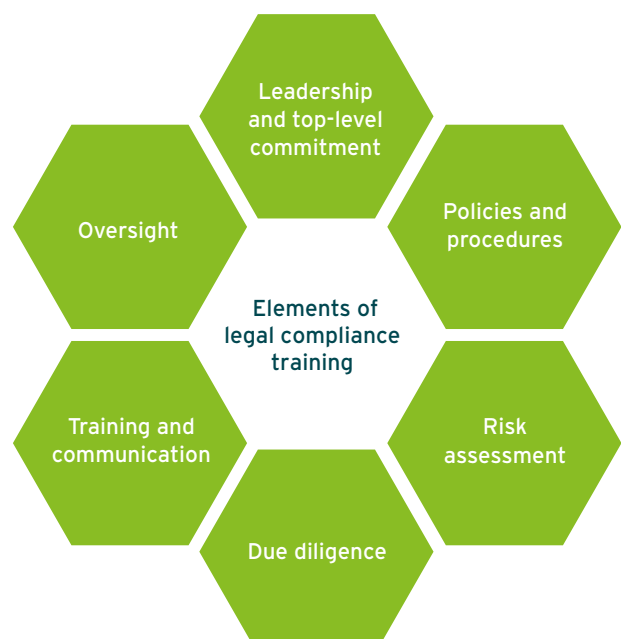 Leadership
and top-level
commitment
Policies and
procedures
Risk
assessment
Due diligence
Training and
communication
Oversight
Elements of
legal compliance
training